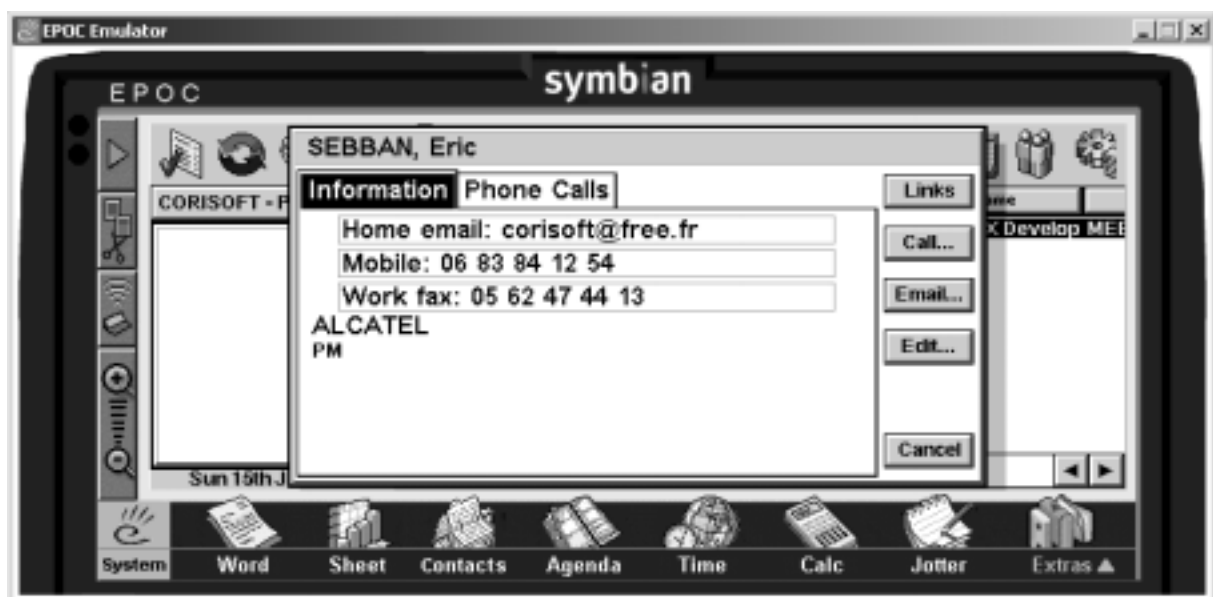 EPOC Emulator
symbian
EPOC
SEBBAN, Eric
CORISOFT - P
Information Phone Calls
Links
Home email: corisoft@free.fr
Develop MEE
Call...
Mobile: 06 83 84 12 54
Work fax: 05 62 47 44 13
Email...
ALCATEL
PM
Edit...
Cancel
Sun 15th J
System Word Sheet Contacts Agenda Time Calc Jotter Extras